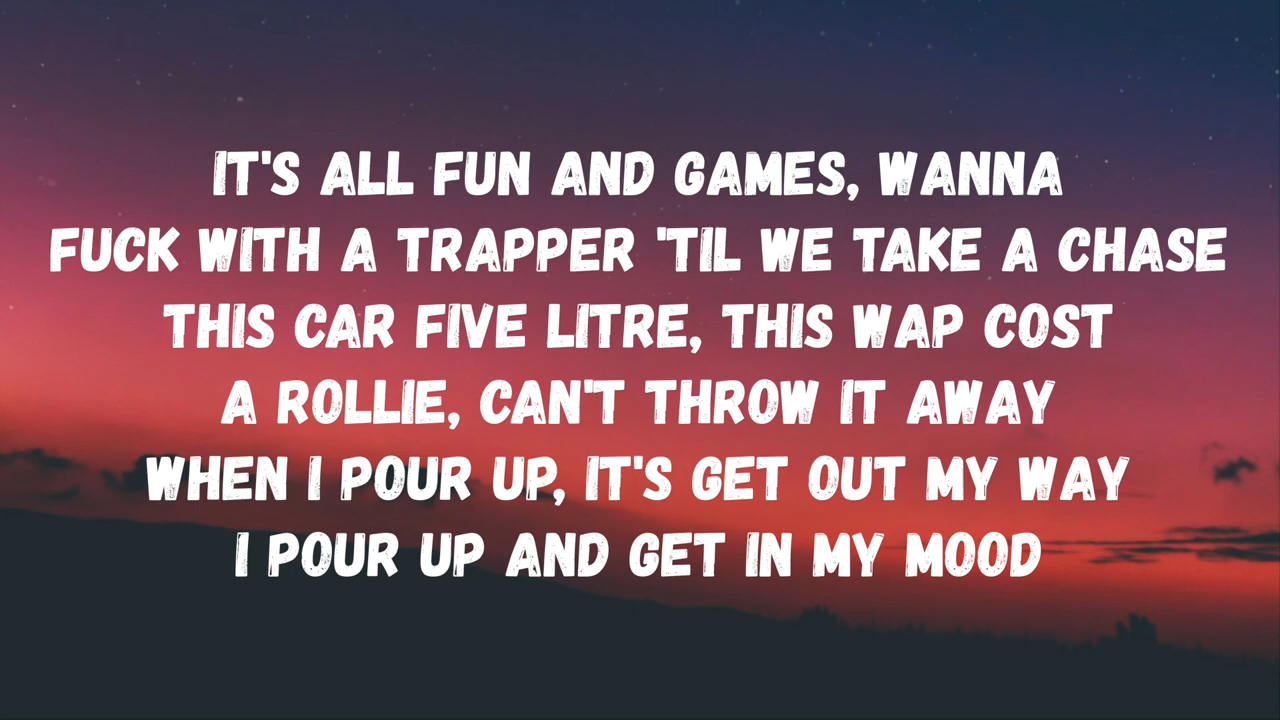 IT'S ALL FUN AND GAMES, WANNA
FUCK WITH A TRAPPER 'TIL WE TAKE A CHASE
THIS CAR FIVE LITRE, THIS WAP COST
A ROLLIE, CAN'T THROW IT AWAY
WHEN I POUR UP, IT'S GET OUT MY WAY
I POUR UP AND GET IN MY MOOD